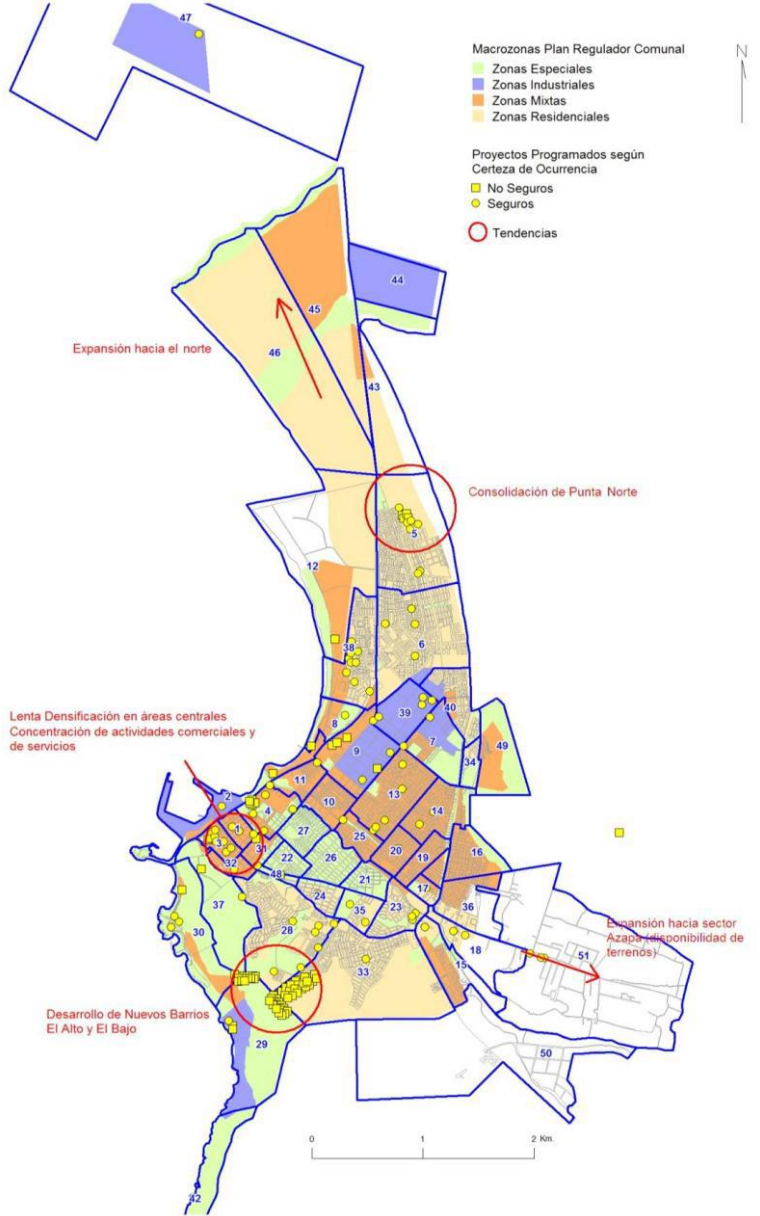 47
Macrozonas Plan Regulador Comunal
Zonas Especiales
Zonas Industriales
Zonas Mixtas
Zonas Residenciales
N
Proyectos Programados según
Certeza de Ocurrencia
No Seguros
Seguros
Tendencias
44
45
46
Expansión hacia el norte
43
Consolidación de Punta Norte
5
12
6
38
Lenta Densificación en áreas centrales
Concentración de actividades comerciales y
de servicios
8
39
40
7
9
49
34
11
2
4
10
13
14
1
3
31
27
25
20
19
16
32
22
26
48
21
17
37
24
35
23
36
30
28
18
Expansión hacia sector
Azapa (disponibilidad de
terrenos)
51
33
15
Desarrollo de Nuevos Barrios
El Alto y El Bajo
29
50
0
1
2 Km.
42